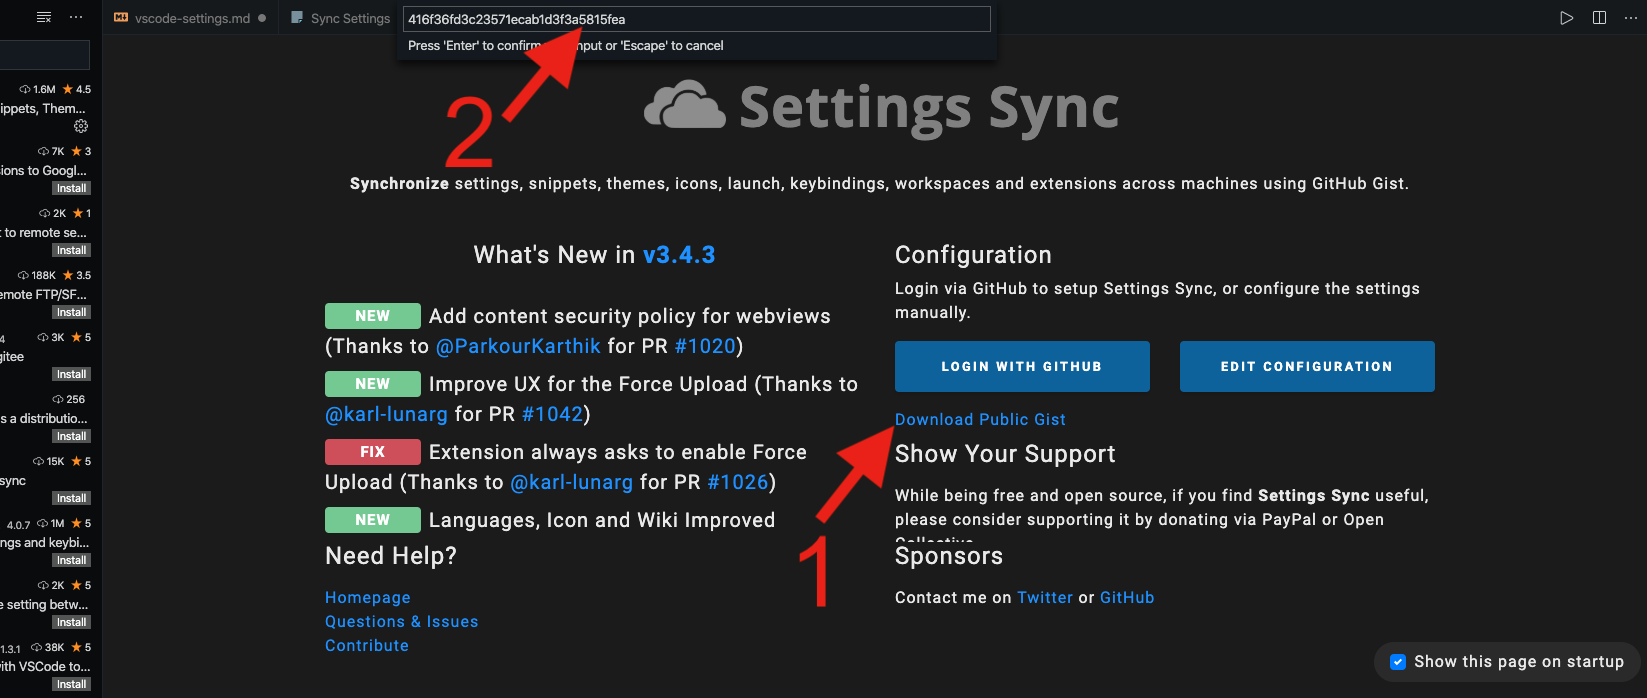 vscode-settings.md
Sync Settings
416f36fd3c23571ecab1d3f3a5815fea
Press 'Enter' to confirm input or 'Escape' to cancel
1.6M 4.5
ippets, Them...
7K 3
ions to Googl...
Install
2K 1
t to remote se...
Install
188K 3.5
emote FTP/SF...
Install
4 3K 5
gitee
Install
256
s a distributio...
Install
15K 5
sync
Install
4.0.7 1M 5
ngs and keybi...
Install
2K 5
e setting betw...
Install
1.3.1 38K 5
with VSCode to...
Install
2
Settings Sync
Synchronize settings, snippets, themes, icons, launch, keybindings, workspaces and extensions across machines using GitHub Gist.
What's New in v3.4.3
NEW Add content security policy for webviews
(Thanks to @ParkourKarthik for PR #1020)
NEW Improve UX for the Force Upload (Thanks to
@karl-lunarg for PR #1042)
FIX Extension always asks to enable Force
Upload (Thanks to @karl-lunarg for PR #1026)
NEW Languages, Icon and Wiki Improved
Need Help?
Homepage
Questions & Issues
Contribute
Configuration
Login via GitHub to setup Settings Sync, or configure the settings
manually.
LOGIN WITH GITHUB
EDIT CONFIGURATION
Download Public Gist
1
Show Your Support
While being free and open source, if you find Settings Sync useful,
please consider supporting it by donating via PayPal or Open
Collective
Sponsors
Contact me on Twitter or GitHub
Show this page on startup